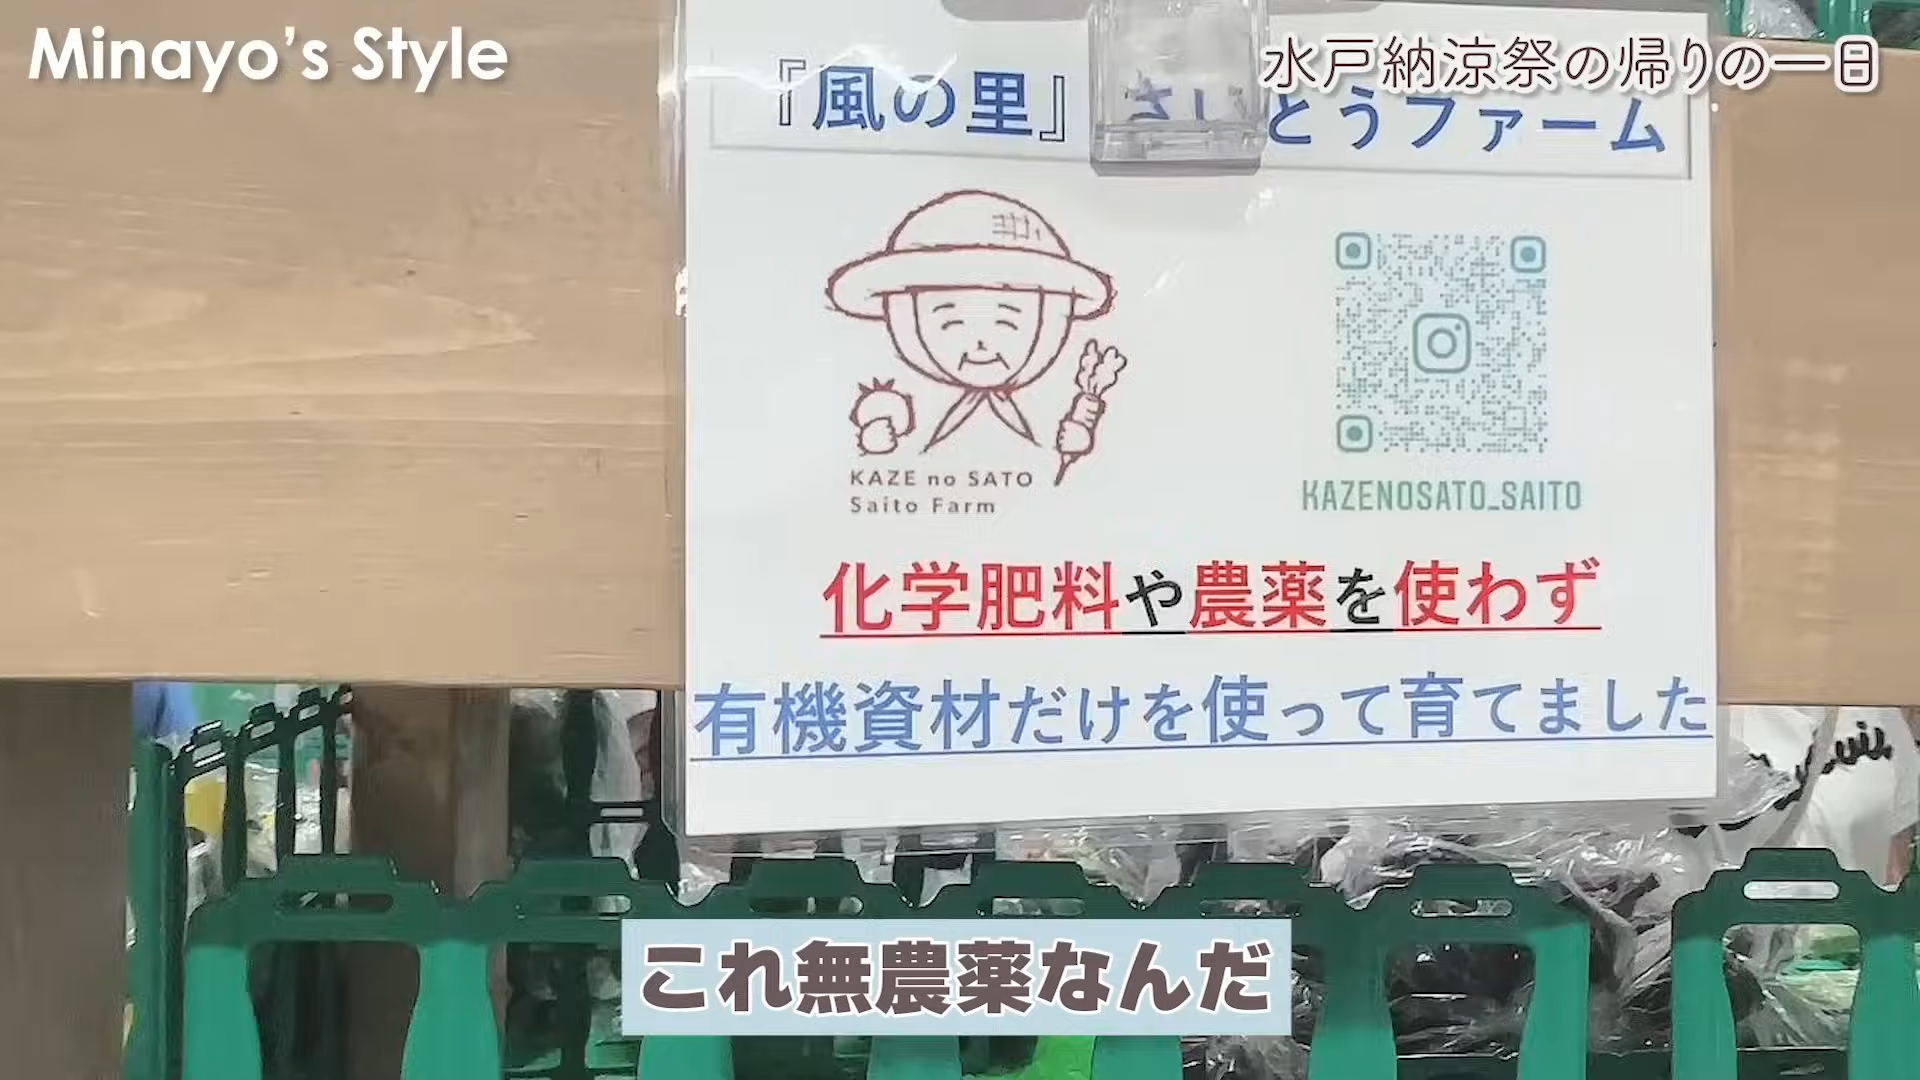 Minayo's Style
水戸納涼祭の帰りの一日
『風の里』さいとうファーム
KAZE no SATO
Saito Farm
KAZENOSATO_SAITO
化学肥料や農薬を使わず
有機資材だけを使って育てました
これ無農薬なんだ